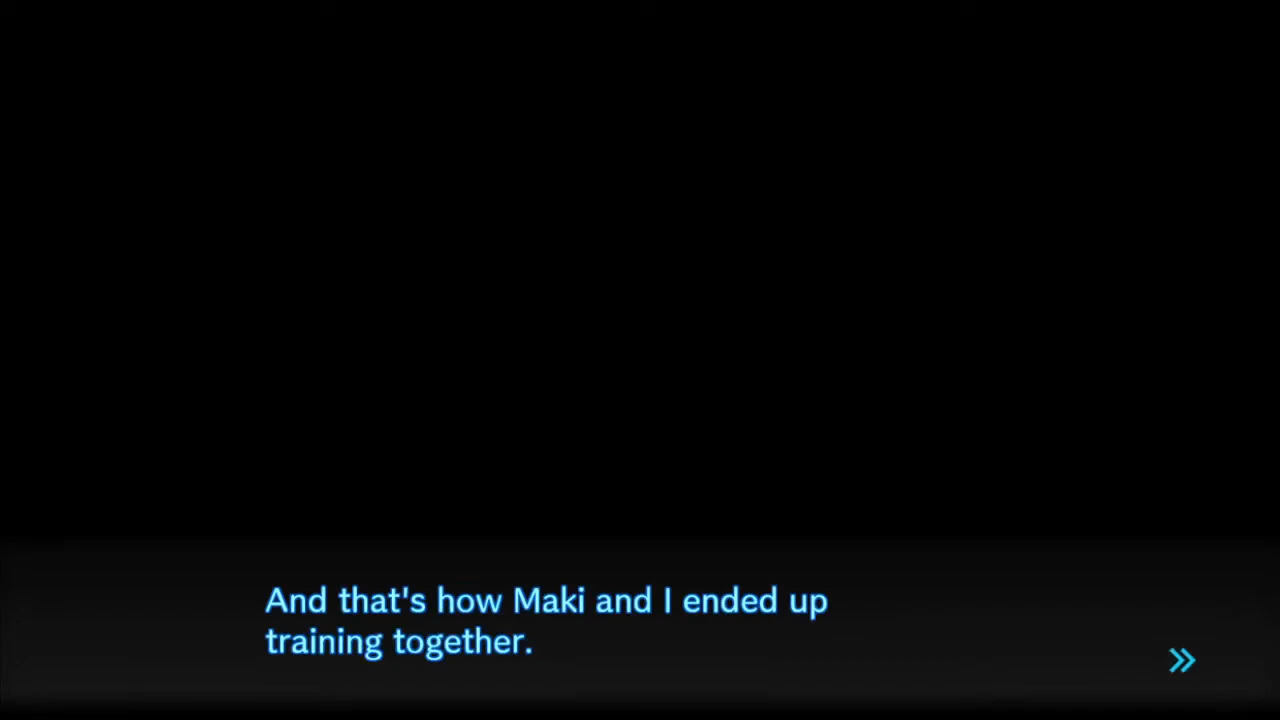 And that's how Maki and I ended up
training together.